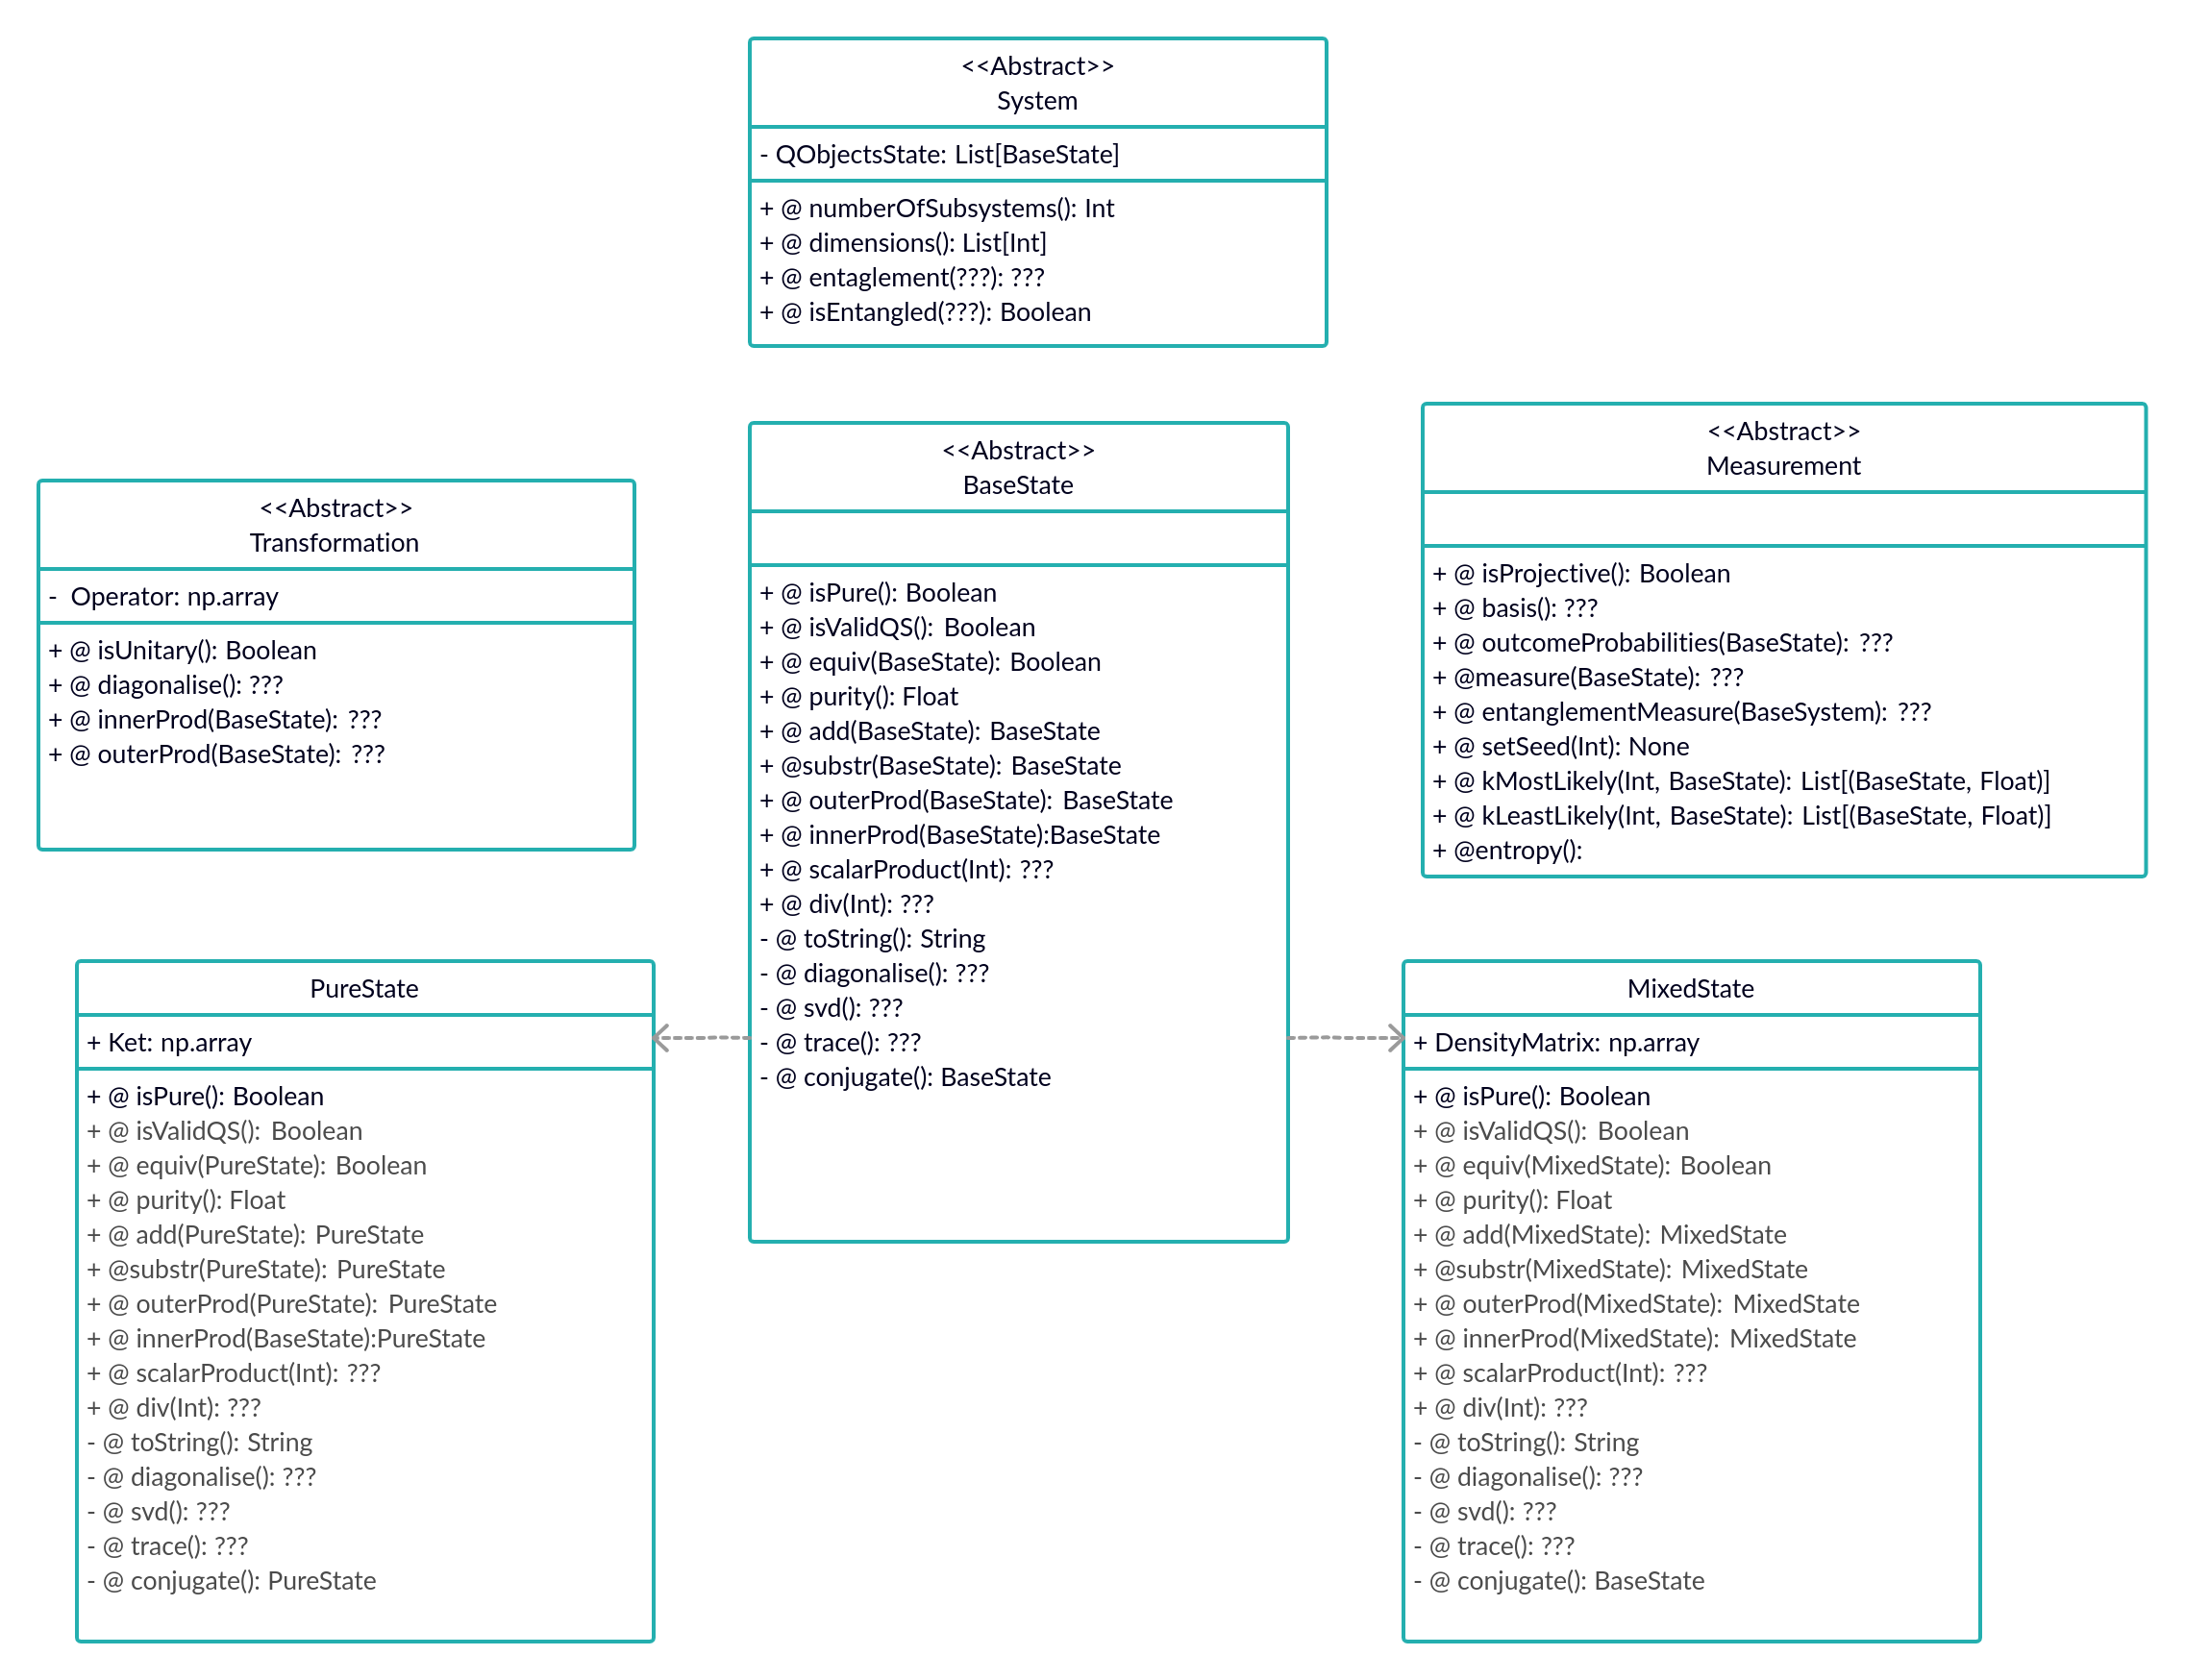 <<Abstract>>
System
- QObjectsState: List[BaseState]
+ @ numberOfSubsystems(): Int
+ @ dimensions(): List[Int]
+ @ entaglement(???): ???
+ @ isEntangled(???): Boolean
<<Abstract>>
Transformation
- Operator: np.array
+ @ isUnitary(): Boolean
+ @ diagonalise(): ???
+ @ innerProd(BaseState): ???
+ @ outerProd(BaseState): ???
<<Abstract>>
BaseState
+ @ isPure(): Boolean
+ @ isValidQS(): Boolean
+ @ equiv(BaseState): Boolean
+ @ purity(): Float
+ @ add(BaseState): BaseState
+ @substr(BaseState): BaseState
+ @ outerProd(BaseState): BaseState
+ @ innerProd(BaseState):BaseState
+ @ scalarProduct(Int): ???
+ @ div(Int): ???
- @ toString(): String
- @ diagonalise(): ???
- @ svd(): ???
- @ trace(): ???
- @ conjugate(): BaseState
<<Abstract>>
Measurement
+ @ isProjective(): Boolean
+ @ basis(): ???
+ @ outcomeProbabilities(BaseState): ???
+ @measure(BaseState): ???
+ @ entanglementMeasure(BaseSystem): ???
+ @ setSeed(Int): None
+ @ kMostLikely(Int, BaseState): List[(BaseState, Float)]
+ @ kLeastLikely(Int, BaseState): List[(BaseState, Float)]
+ @entropy():
PureState
+ Ket: np.array
+ @ isPure(): Boolean
+ @ isValidQS(): Boolean
+ @ equiv(PureState): Boolean
+ @ purity(): Float
+ @ add(PureState): PureState
+ @substr(PureState): PureState
+ @ outerProd(PureState): PureState
+ @ innerProd(BaseState):PureState
+ @ scalarProduct(Int): ???
+ @ div(Int): ???
- @ toString(): String
- @ diagonalise(): ???
- @ svd(): ???
- @ trace(): ???
- @ conjugate(): PureState
MixedState
+ DensityMatrix: np.array
+ @ isPure(): Boolean
+ @ isValidQS(): Boolean
+ @ equiv(MixedState): Boolean
+ @ purity(): Float
+ @ add(MixedState): MixedState
+ @substr(MixedState): MixedState
+ @ outerProd(MixedState): MixedState
+ @ innerProd(MixedState): MixedState
+ @ scalarProduct(Int): ???
+ @ div(Int): ???
- @ toString(): String
- @ diagonalise(): ???
- @ svd(): ???
- @ trace(): ???
- @ conjugate(): BaseState